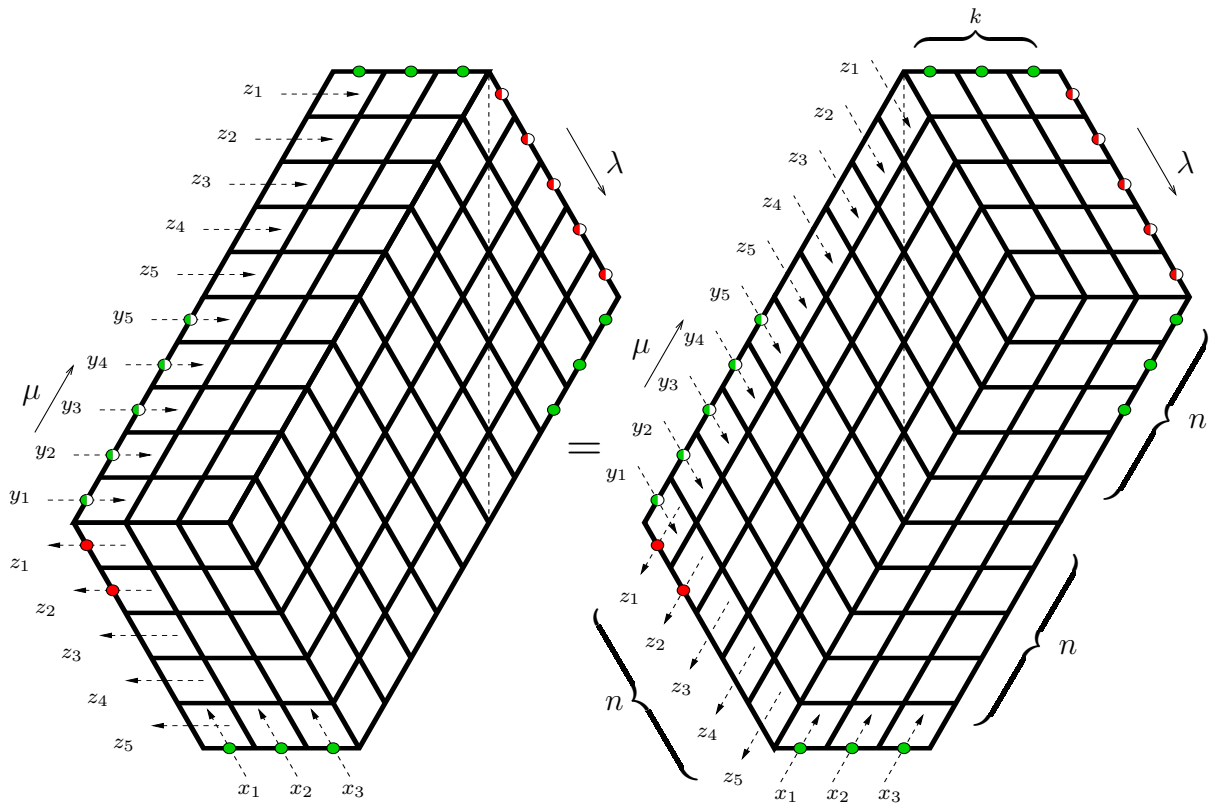 k
z₁
z₂
z₃
z₄
z₅
y₅
y₄
y₃
y₂
y₁
μ
λ
z₁
z₂
z₃
z₄
z₅
x₁ x₂ x₃
=
z₁
z₂
z₃
z₄
z₅
y₅
y₄
y₃
y₂
y₁
μ
λ
n
n
z₁
z₂
z₃
z₄
z₅
n
x₁ x₂ x₃